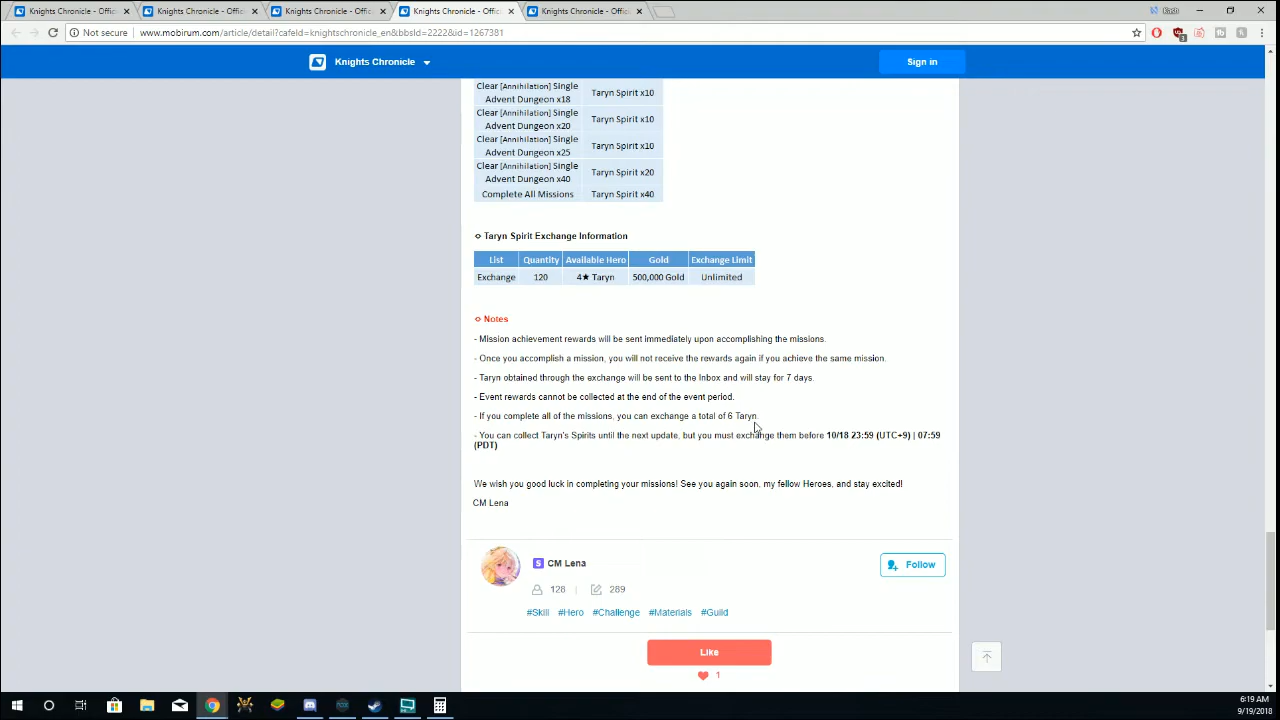 Knights Chronicle - Offic
Knights Chronicle - Offic
Knights Chronicle - Offic
Knights Chronicle - Offic
Knights Chronicle - Offic
Not secure
www.mobirum.com/article/detail?cafeId=knightschronicle_en&bbsId=2222&id=1267381
Knights Chronicle
Sign in
Clear [Annihilation] Single
Advent Dungeon x18
Taryn Spirit x10
Clear [Annihilation] Single
Advent Dungeon x20
Taryn Spirit x10
Clear [Annihilation] Single
Advent Dungeon x25
Taryn Spirit x10
Clear [Annihilation] Single
Advent Dungeon x40
Taryn Spirit x20
Complete All Missions Taryn Spirit x40
Taryn Spirit Exchange Information
List Quantity Available Hero Gold Exchange Limit
Exchange 120 4★ Taryn 500,000 Gold Unlimited
Notes
- Mission achievement rewards will be sent immediately upon accomplishing the missions.
- Once you accomplish a mission, you will not receive the rewards again if you achieve the same mission.
- Taryn obtained through the exchange will be sent to the Inbox and will stay for 7 days.
- Event rewards cannot be collected at the end of the event period.
- If you complete all of the missions, you can exchange a total of 6 Taryn.
- You can collect Taryn's Spirits until the next update, but you must exchange them before 10/18 23:59 (UTC+9) | 07:59
(PDT)
We wish you good luck in completing your missions! See you again soon, my fellow Heroes, and stay excited!
CM Lena
S CM Lena
Follow
128 | 289
#Skill #Hero #Challenge #Materials #Guild
Like
1
6:19 AM
9/19/2018